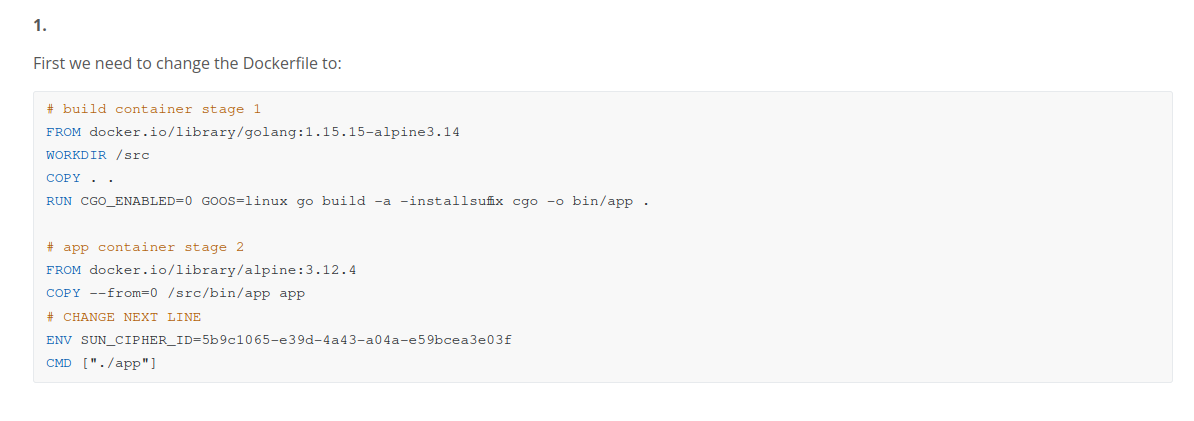 1.
First we need to change the Dockerfile to:
# build container stage 1
FROM docker.io/library/golang:1.15.15-alpine3.14
WORKDIR /src
COPY . .
RUN CGO_ENABLED=0 GOOS=linux go build -a -installsuffix cgo -o bin/app .
# app container stage 2
FROM docker.io/library/alpine:3.12.4
COPY --from=0 /src/bin/app app
# CHANGE NEXT LINE
ENV SUN_CIPHER_ID=5b9c1065-e39d-4a43-a04a-e59bcea3e03f
CMD ["./app"]